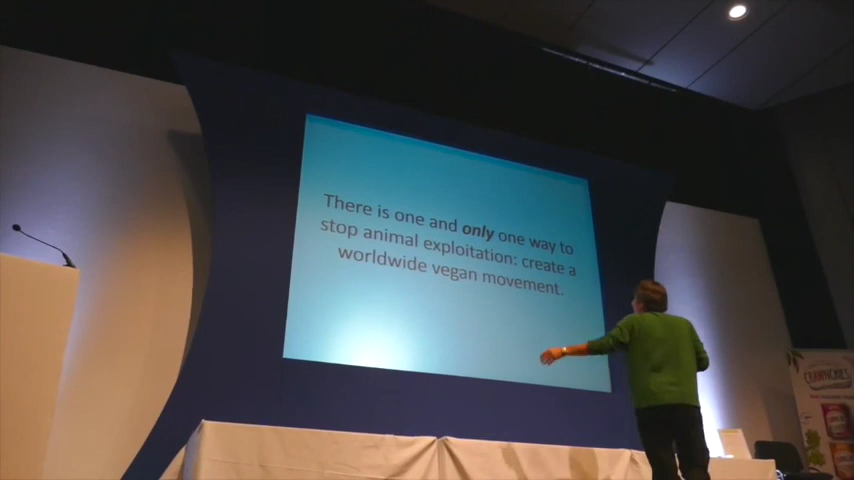 There is one and only one way to
stop animal exploitation: create a
worldwide vegan movement.